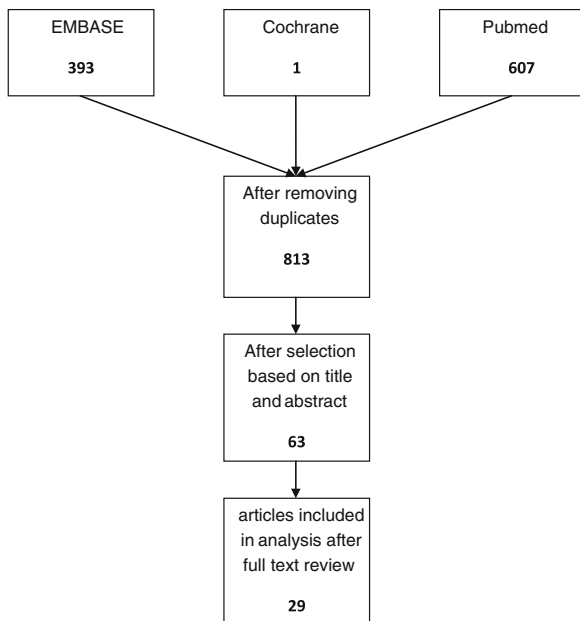 EMBASE
393
Cochrane
1
Pubmed
607
After removing
duplicates
813
After selection
based on title
and abstract
63
articles included
in analysis after
full text review
29